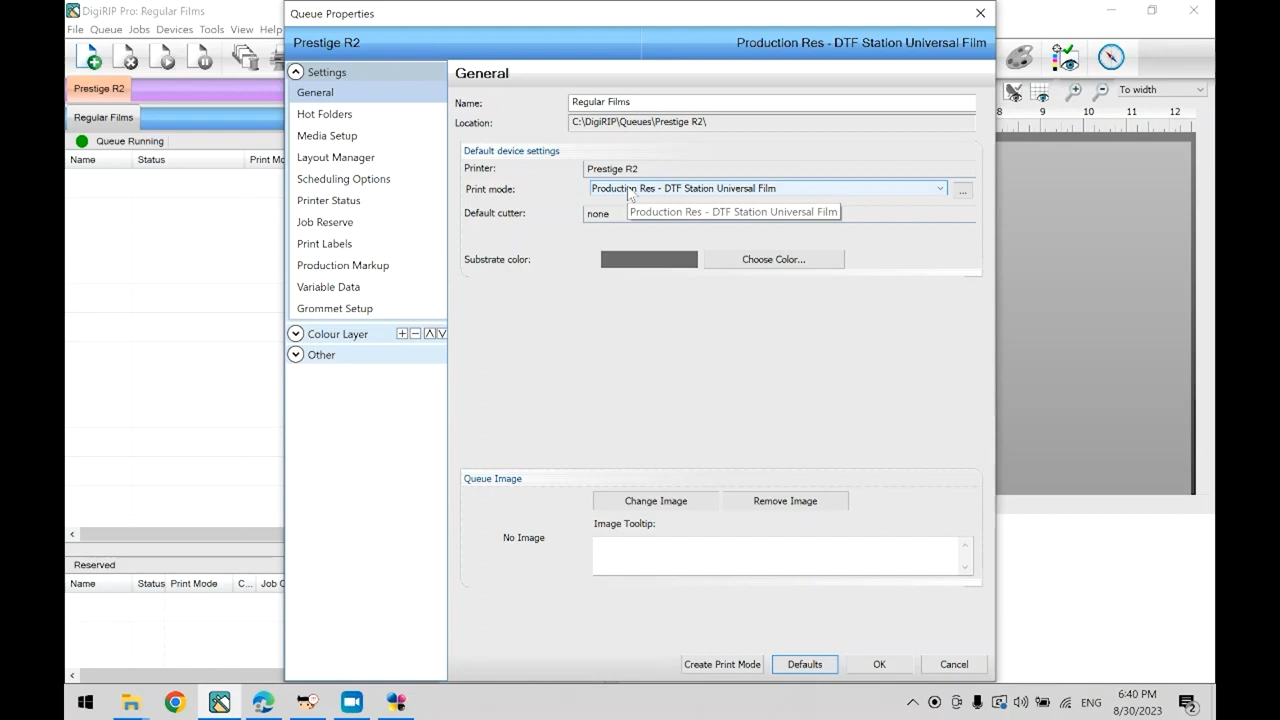 DigiRIP Pro: Regular Films
Queue Properties
File Queue Jobs Devices Tools View Help
Prestige R2
Production Res - DTF Station Universal Film
Prestige R2
Regular Films
Queue Running
Name Status Print Mo
Settings
General
Hot Folders
Media Setup
Layout Manager
Scheduling Options
Printer Status
Job Reserve
Print Labels
Production Markup
Variable Data
Grommet Setup
Colour Layer
Other
General
Name: Regular Films
Location: C:\DigiRIP\Queues\Prestige R2\
Default device settings
Printer: Prestige R2
Print mode: Production Res - DTF Station Universal Film ...
Production Res - DTF Station Universal Film
Default cutter: none
Substrate color: Choose Color...
Queue Image
Change Image Remove Image
Image Tooltip:
No Image
Create Print Mode Defaults OK Cancel
To width
8 9 10 11 12
Reserved
Name Status Print Mode C... Job C
ENG
6:40 PM
8/30/2023
2